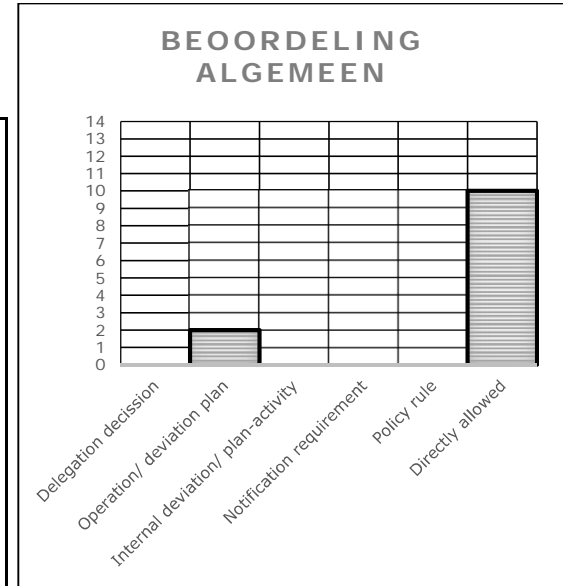 BEOORDELING
ALGEMEEN
14
13
12
11
10
9
8
7
6
5
4
3
2
1
0
Delegation decission
Operation/ deviation plan
Internal deviation/ plan-activity
Notification requirement
Policy rule
Directly allowed